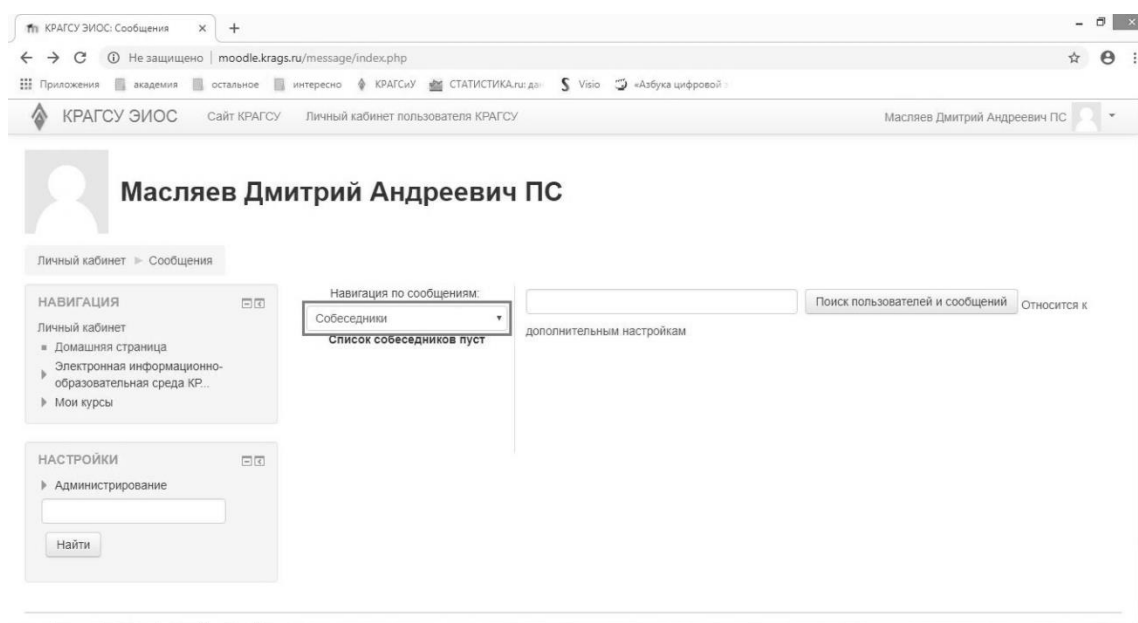 КРАГСУ ЭИОС: Сообщения × +
Не защищено | moodle.krags.ru/message/index.php
Приложения академия остальное интересно КРАГСиУ СТАТИСТИКА.ru: Visio «Азбука цифровой
КРАГСУ ЭИОС Сайт КРАГСУ Личный кабинет пользователя КРАГСУ Масляев Дмитрий Андреевич ПС
Масляев Дмитрий Андреевич ПС
Личный кабинет ► Сообщения
НАВИГАЦИЯ
Личный кабинет
Домашняя страница
Электронная информационно-
образовательная среда КР...
Мои курсы
НАСТРОЙКИ
Администрирование
Найти
Навигация по сообщениям:
Собеседники
Список собеседников пуст
Поиск пользователей и сообщений Относится к
дополнительным настройкам